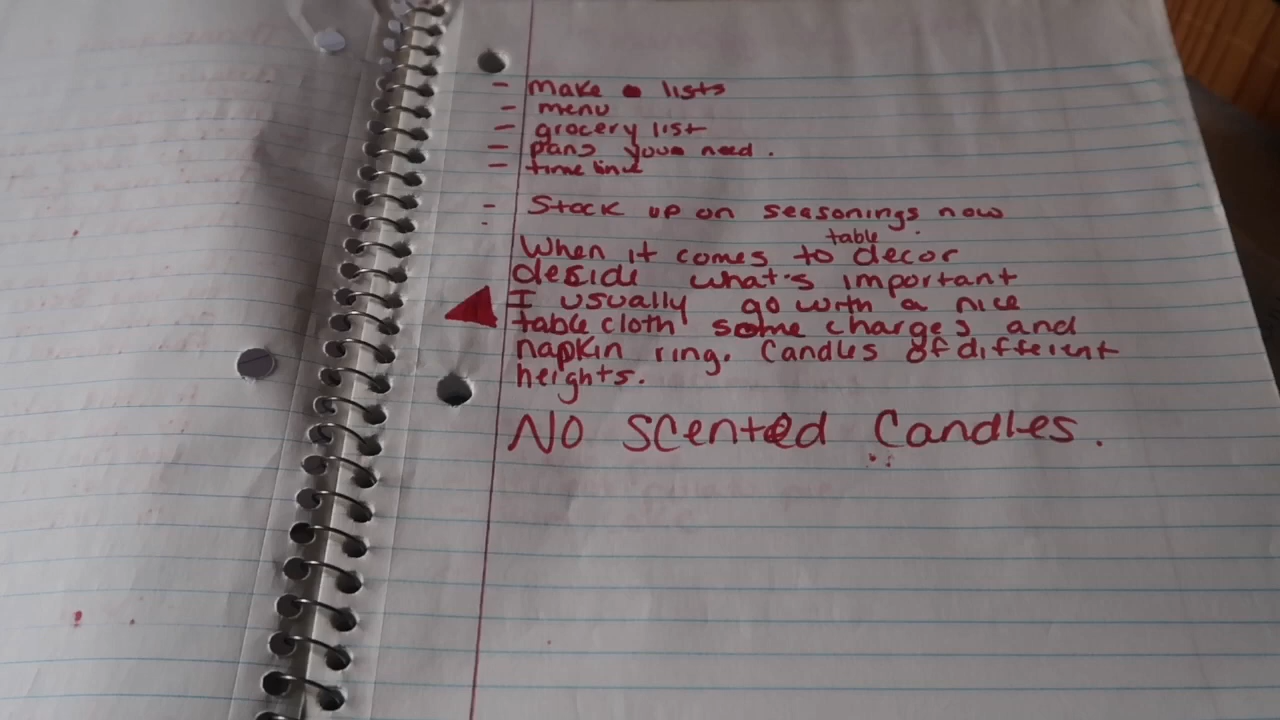 - make lists
- menu
- grocery list
- pans you need.
- time line
- Stock up on seasonings now
table
When it comes to decor
decide what's important
I usually go with a nice
table cloth some charges and
napkin ring. Candles of different
heights.
No scented Candles.